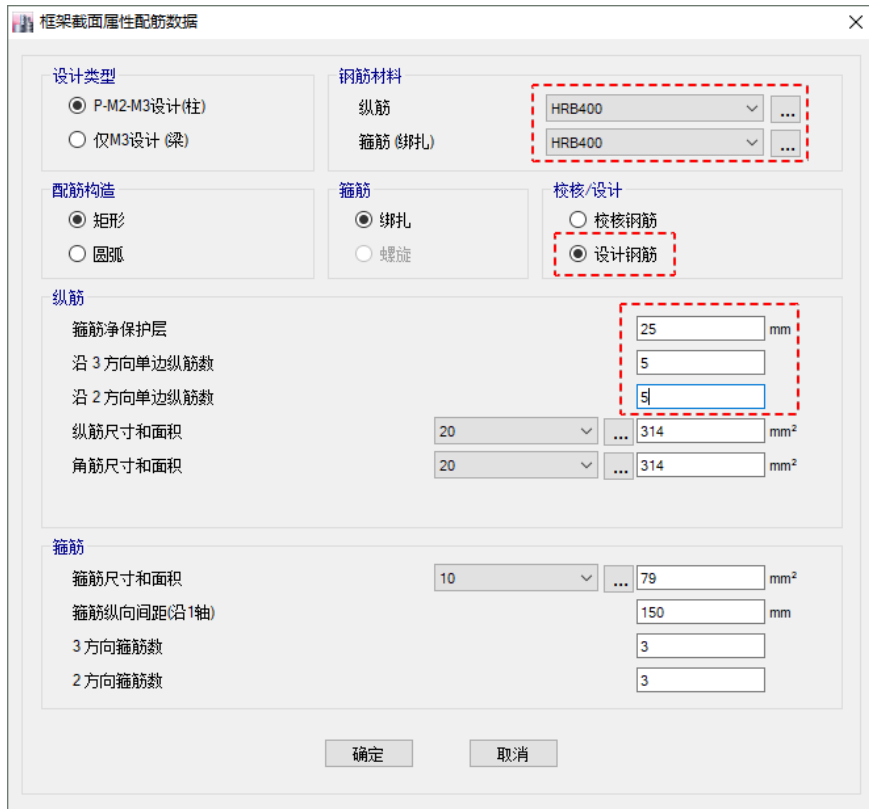 框架截面属性配筋数据
设计类型
P-M2-M3设计(柱)
仅M3设计 (梁)
钢筋材料
纵筋 HRB400 ...
箍筋 (绑扎) HRB400 ...
配筋构造
矩形
圆弧
箍筋
绑扎
螺旋
校核/设计
校核钢筋
设计钢筋
纵筋
箍筋净保护层 25 mm
沿 3 方向单边纵筋数 5
沿 2 方向单边纵筋数 5
纵筋尺寸和面积 20 ... 314 mm²
角筋尺寸和面积 20 ... 314 mm²
箍筋
箍筋尺寸和面积 10 ... 79 mm²
箍筋纵向间距(沿1轴) 150 mm
3 方向箍筋数 3
2 方向箍筋数 3
确定 取消